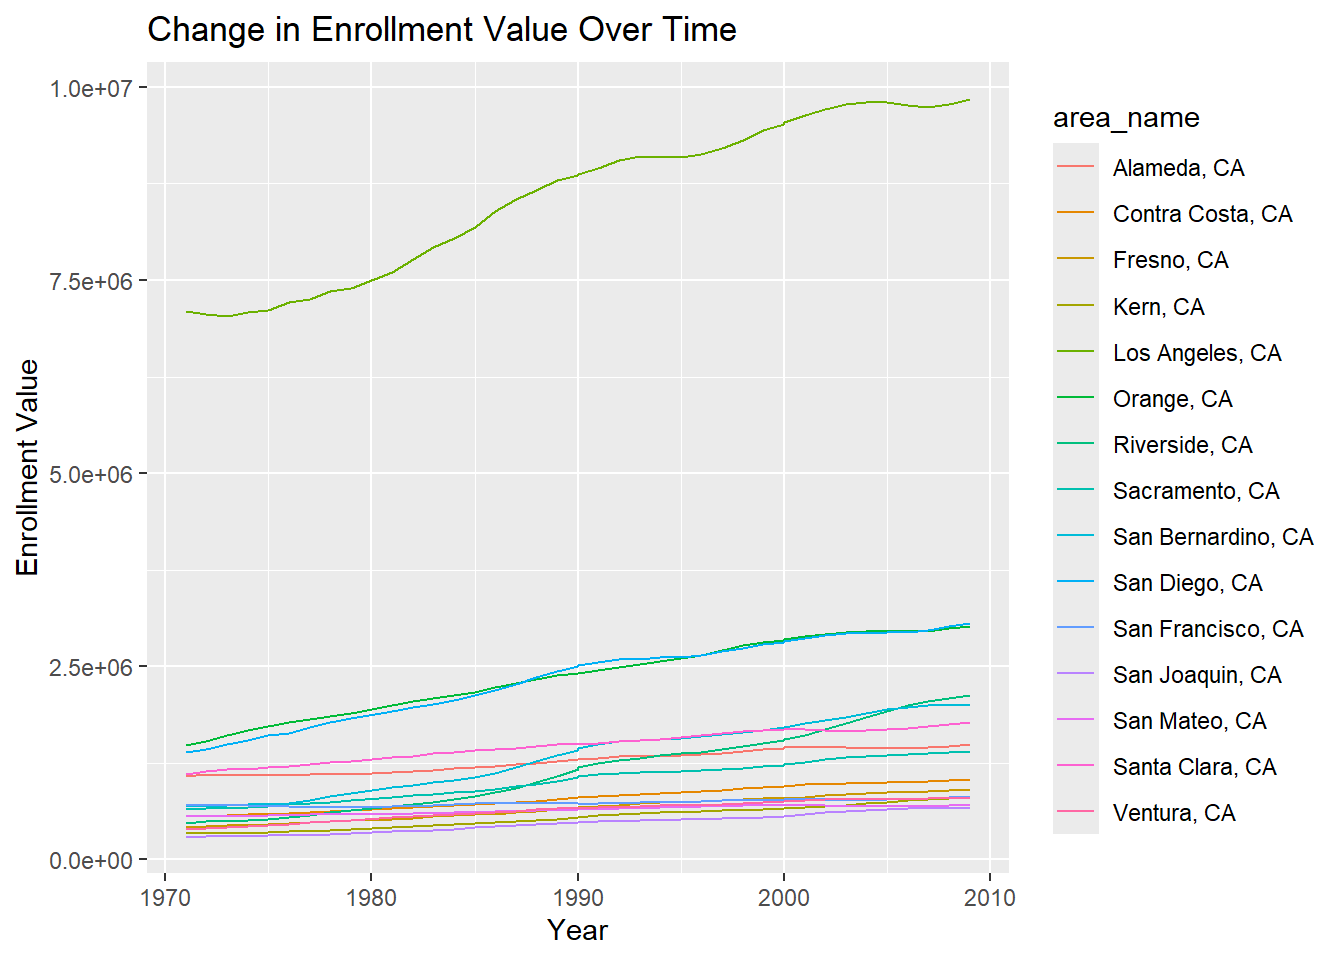 Change in Enrollment Value Over Time
1.0e+07
7.5e+06
5.0e+06
2.5e+06
0.0e+00
Enrollment Value
1970 1980 1990 2000 2010
Year
area_name
Alameda, CA
Contra Costa, CA
Fresno, CA
Kern, CA
Los Angeles, CA
Orange, CA
Riverside, CA
Sacramento, CA
San Bernardino, CA
San Diego, CA
San Francisco, CA
San Joaquin, CA
San Mateo, CA
Santa Clara, CA
Ventura, CA